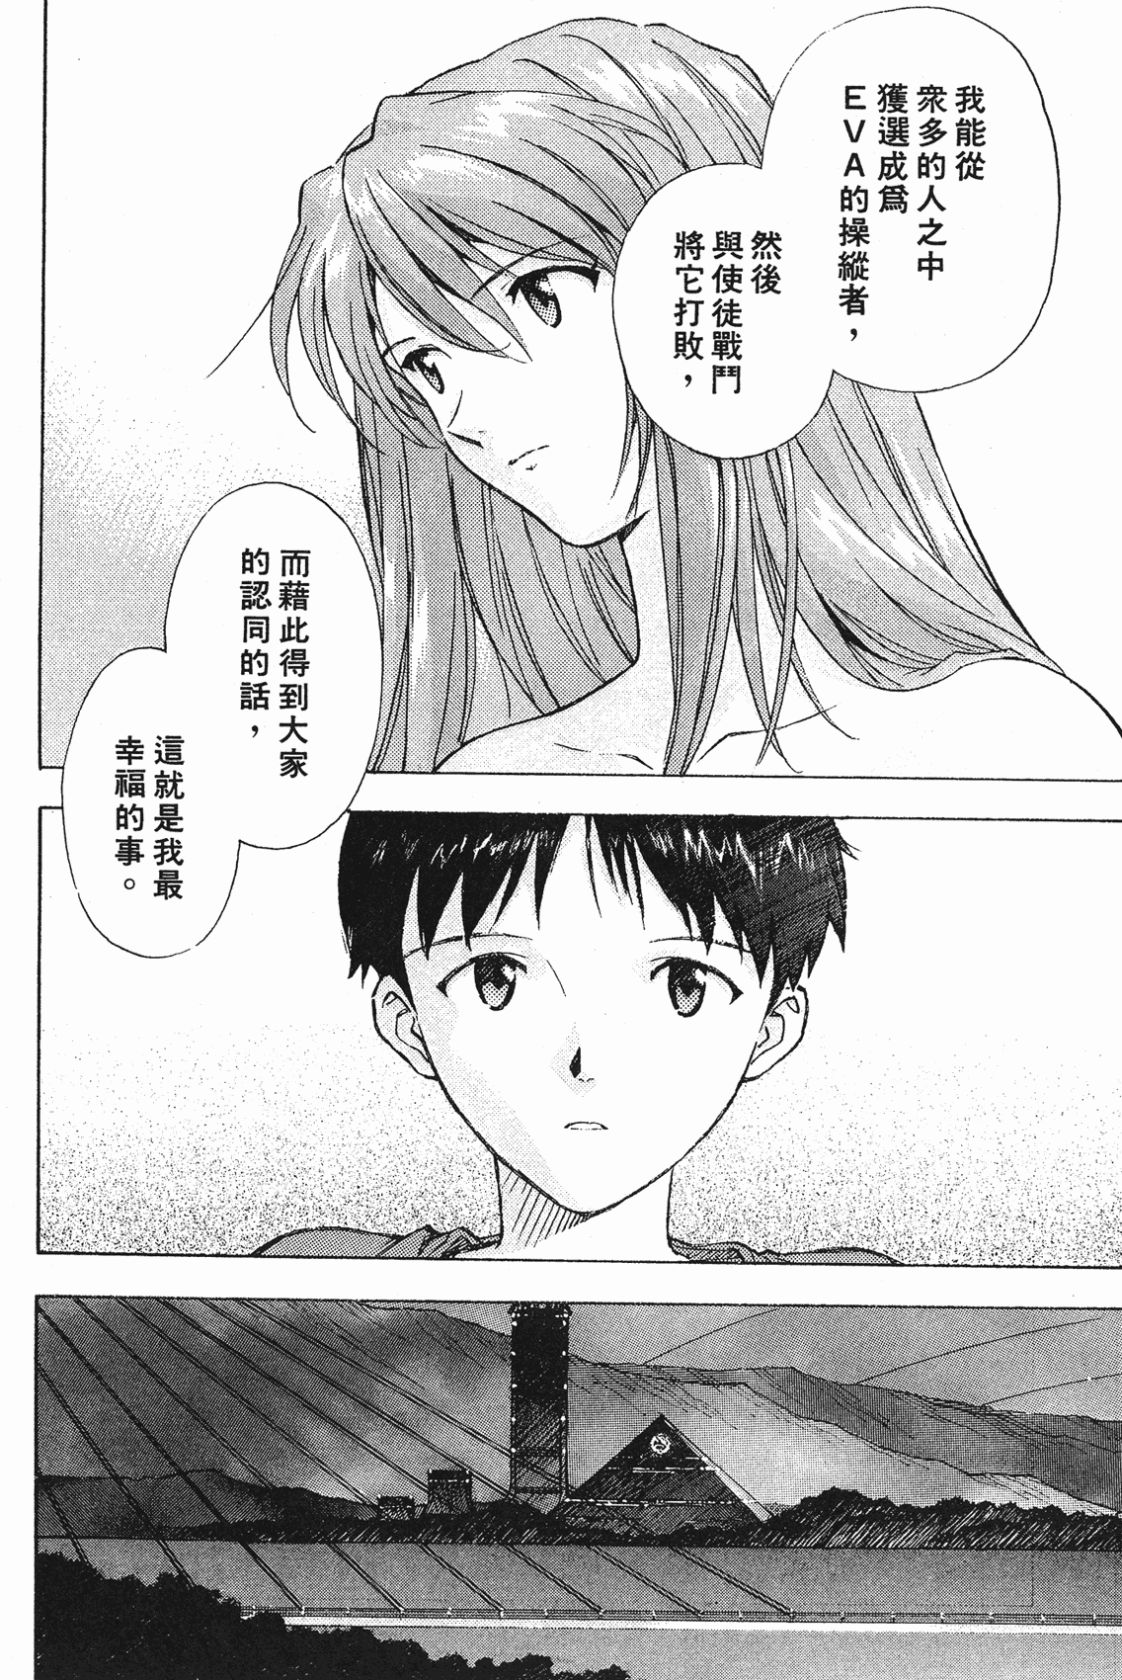 我能從
眾多的人之中
獲選成為
EVA的操縱者，
然後
與使徒戰鬥
將它打敗，
而藉此得到大家
的認同的話，
這就是我最
幸福的事。